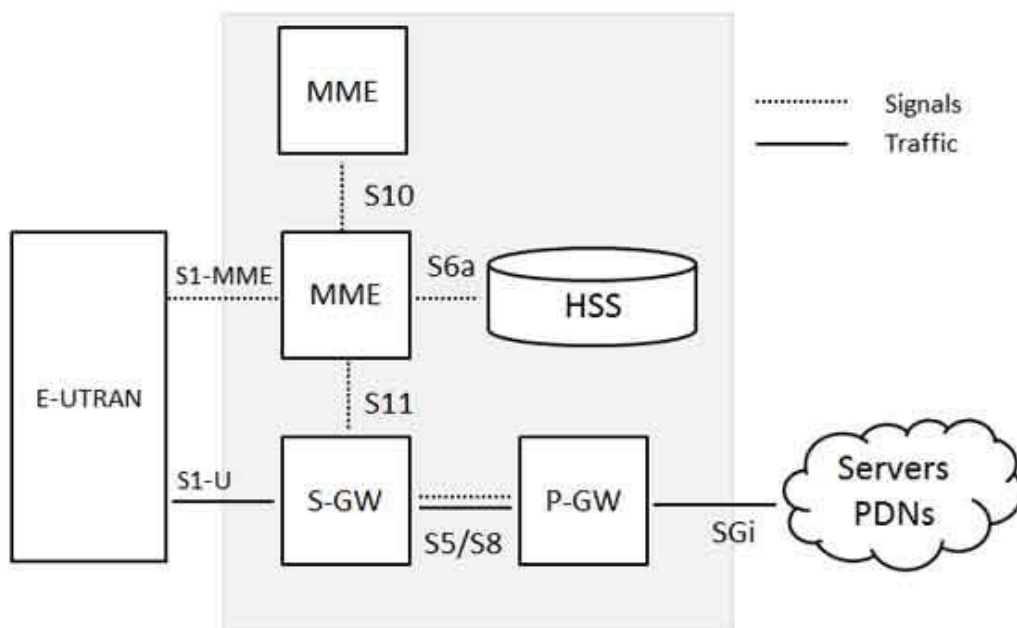 MME
Signals
Traffic
S10
S1-MME
MME
S6a
HSS
E-UTRAN
S11
S1-U
S-GW
S5/S8
P-GW
SGi
Servers
PDNs